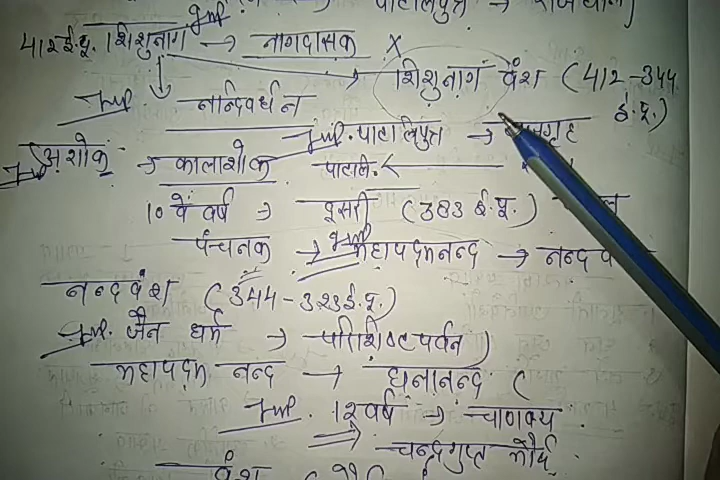 पाटलिपुत्र → राजधानी
412 ई.पू. शिशुनाग → नागदासक X
→ शिशुनाग वंश (412-344 ई.पू.)
Imp. नन्दिवर्धन
Imp. पाटलिपुत्र →
Imp (अशोक → कालाशोक पाटलि. ←
10 वें वर्ष → दूसरी (383 ई.पू.)
पंचनक → Imp महापद्मनन्द → नन्द
नन्द वंश (344-323 ई.पू.)
Imp. जैन धर्म → परिशिष्टपर्वन)
महापद्म नन्द → धनानन्द (
Imp. 12 वर्ष → चाणक्य
⇒ चन्द्रगुप्त मौर्य.
वंश (